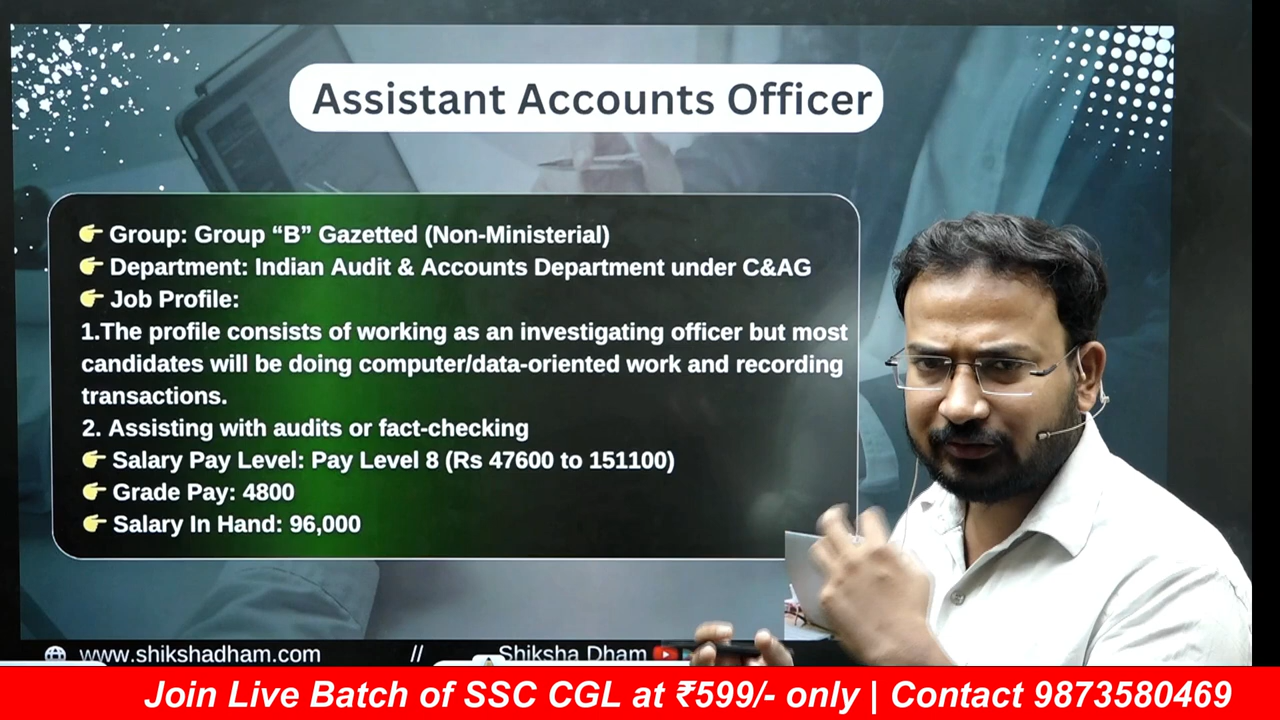 Assistant Accounts Officer
👉 Group: Group “B” Gazetted (Non-Ministerial)
👉 Department: Indian Audit & Accounts Department under C&AG
👉 Job Profile:
1.The profile consists of working as an investigating officer but most
candidates will be doing computer/data-oriented work and recording
transactions.
2. Assisting with audits or fact-checking
👉 Salary Pay Level: Pay Level 8 (Rs 47600 to 151100)
👉 Grade Pay: 4800
👉 Salary In Hand: 96,000
www.shikshadham.com // Shiksha Dham
Join Live Batch of SSC CGL at ₹599/- only | Contact 9873580469